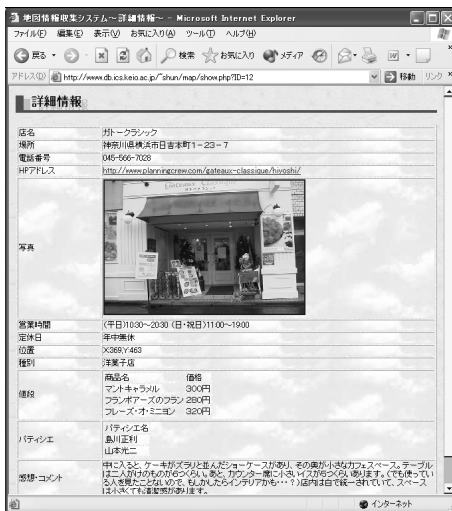 地図情報収集システム～詳細情報～ - Microsoft Internet Explorer
ファイル(F) 編集(E) 表示(V) お気に入り(A) ツール(T) ヘルプ(H)
戻る 検索 お気に入り メディア
アドレス(D) http://www.db.ics.keio.ac.jp/~shun/map/show.php?ID=12 移動 リンク
詳細情報
店名 ガトークラシック
場所 神奈川県横浜市日吉本町1-23-7
電話番号 045-566-7028
HPアドレス http://www.planningcrew.com/gateaux-classique/hiyoshi/
写真
営業時間 (平日)10:30～20:30 (日・祝日)11:00～19:00
定休日 年中無休
位置 X:369,Y:463
種別 洋菓子店
商品名 価格
値段 マントキャラメル 300円
フランボアーズのフラン 280円
フレーズ・オ・ミニヨン 320円
パティシエ名
パティシエ 島川正利
山本光二
中に入ると、ケーキがズラリと並んだショーケースがあり、その奥が小さなカフェスペース。テーブル
は二人がけのものが6つくらい。あと、カウンター席に小さいイスが5つくらいあります。(でも使ってい
感想・コメント る人を見たことないので、もしかしたらインテリアかも・・・?)店内は白で統一されていて、スペース
は小さくても清潔感があります。
インターネット